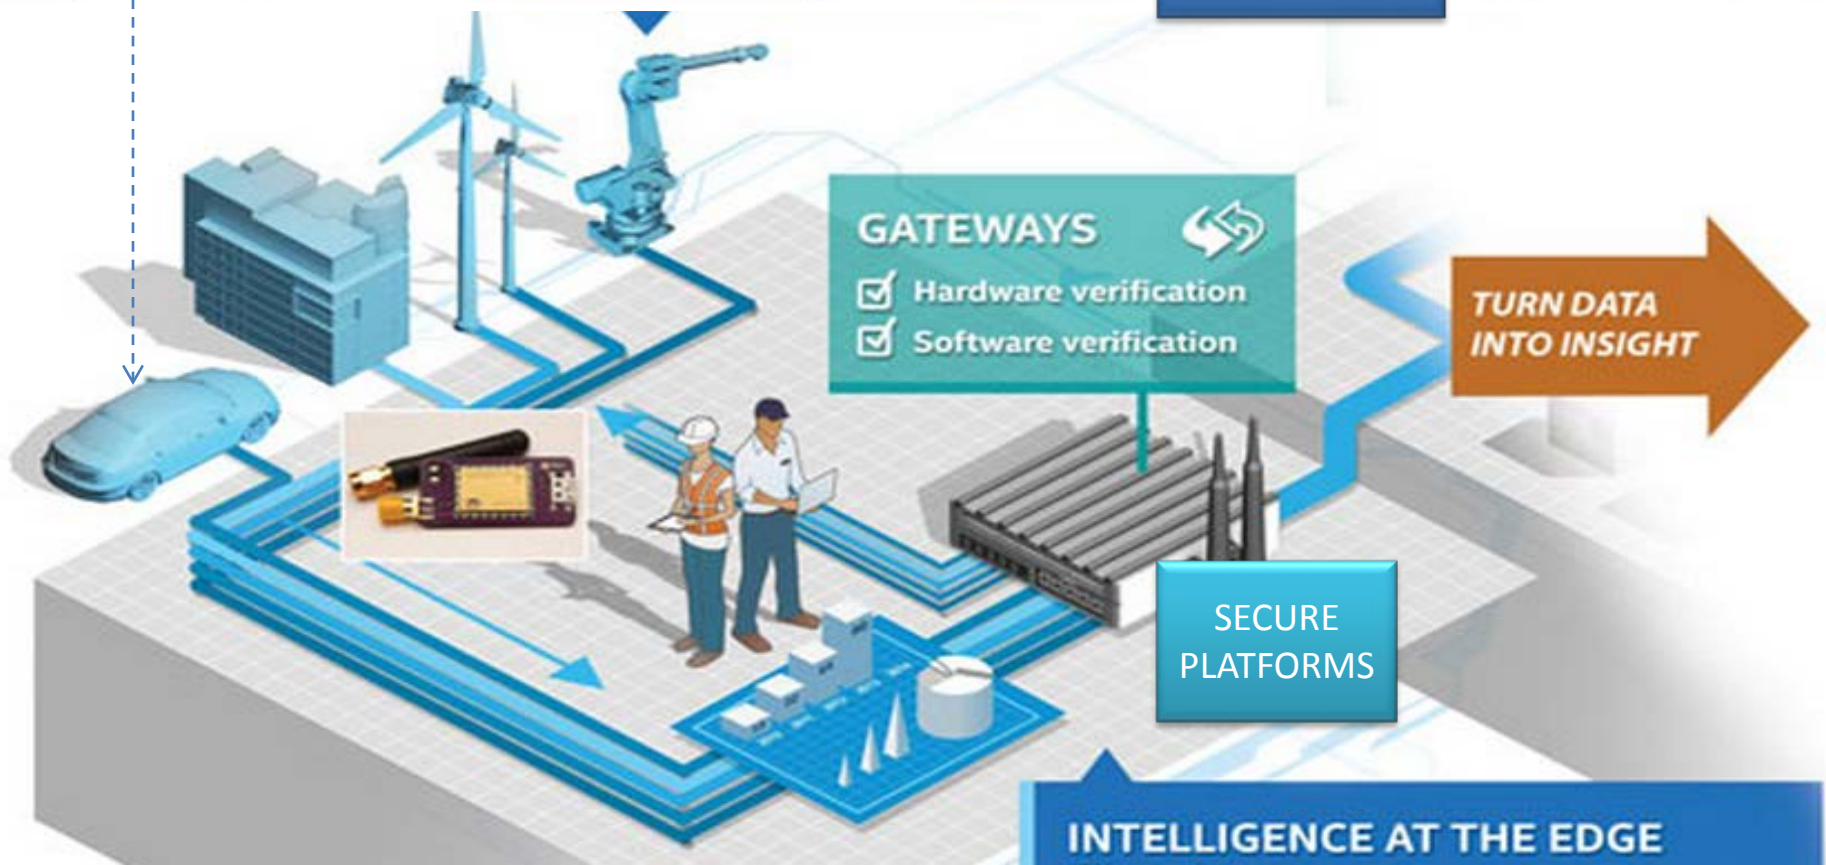 GATEWAYS
Hardware verification
Software verification
TURN DATA
INTO INSIGHT
SECURE
PLATFORMS
INTELLIGENCE AT THE EDGE